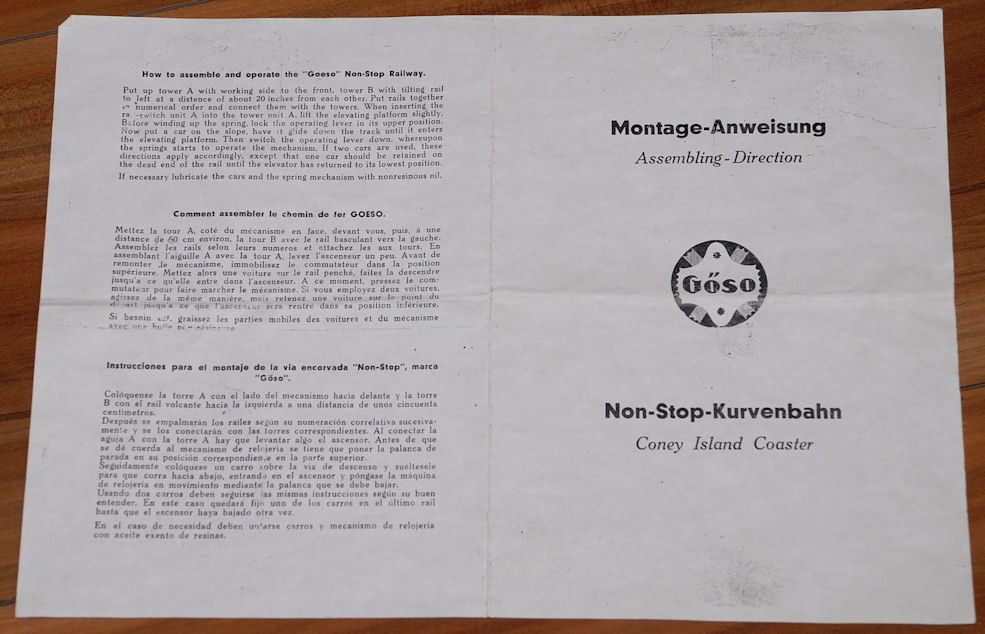 How to assemble and operate the "Goeso" Non-Stop Railway.
Put up tower A with working side to the front, tower B with tilting rail
to left at a distance of about 20 inches from each other. Put rails together
numerical order and connect them with the towers. When inserting the
-switch unit A into the tower unit A, lift the elevating platform slightly.
Before winding up the spring, lock the operating lever in its upper position.
Now put a car on the slope, have it glide down the track until it enters
the elevating platform. Then switch the operating lever down, whereupon
the springs starts to operate the mechanism. If two cars are used, these
directions apply accordingly, except that one car should be retained on
the dead end of the rail until the elevator has returned to its lowest position.
If necessary lubricate the cars and the spring mechanism with nonresinous oil.
Comment assembler le chemin de fer GOESO.
Mettez la tour A, coté du mécanisme en face, devant vous, puis, à une
distance de 50 cm environ, la tour B avec le rail basculant vers la gauche.
Assemblez les rails selon leurs numeros et attachez les aux tours. En
assemblant l'aiguille A avec la tour A, levez l'ascenseur un peu. Avant de
remonter le mécanisme, immobilisez le commutateur dans la position
supérieure. Mettez alors une voiture sur le rail penché, faites la descendre
jusqu'a ce qu'elle entre dans l'ascenseur. A ce moment, pressez le com-
mutateur pour faire marcher le mécanisme. Si vous employez deux voitures,
agissez de la même manière, mais retenez une voiture sur le point du
départ jusqu'a ce que l'ascenseur sera rentré dans sa position inférieure.
Si besoin est, graissez les parties mobiles des voitures et du mécanisme
avec une huile non résineuse
Instrucciones para el montaje de la via encorvada "Non-Stop", marca
"Göso".
Colóquense la torre A con el lado del mecanismo hacia delante y la torre
B con el rail volcante hacia la izquierda a una distancia de unos cincuenta
centímetros.
Después se empalmarán los railes según su numeración correlativa sucesiva-
mente y se los conectarán con las torres correspondientes. Al conectar la
aguja A con la torre A hay que levantar algo el ascensor. Antes de que
se dé cuerda al mecanismo de relojería se tiene que poner la palanca de
parada en su posición correspondiente en la parte superior.
Seguidamente colóquese un carro sobre la via de descenso y suéltesele
para que corra hacia abajo, entrando en el ascensor y póngase la máquina
de relojería en movimiento mediante la palanca que se debe bajar.
Usando dos carros deben seguirse las mismas instrucciones según su buen
entender. En este caso quedará fijo uno de los carros en el último rail
hasta que el escensor haya bajado otra vez.
En el caso de necesidad deben untarse carros y mecanismo de relojería
con aceite exento de resinas.
Montage-Anweisung
Assembling-Direction
Göso
Non-Stop-Kurvenbahn
Coney Island Coaster